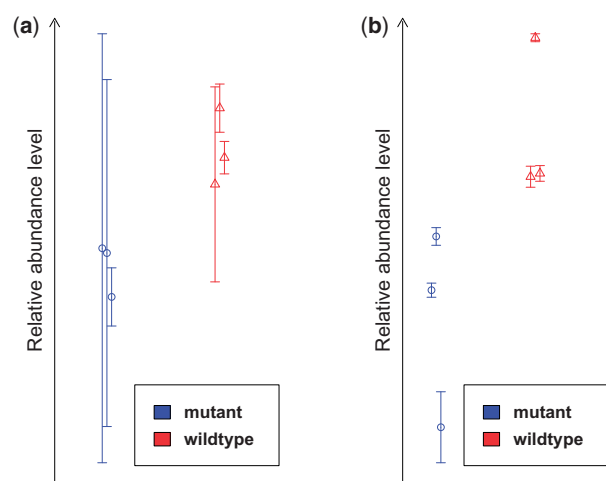 (a)
Relative abundance level
mutant
wildtype
(b)
Relative abundance level
mutant
wildtype